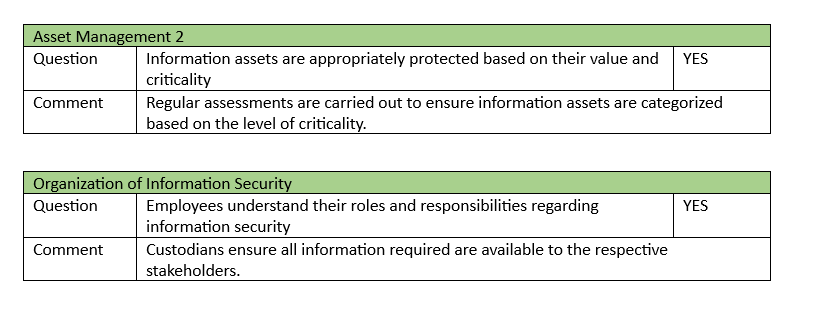 Asset Management 2
Question Information assets are appropriately protected based on their value and YES
criticality
Comment Regular assessments are carried out to ensure information assets are categorized
based on the level of criticality.
Organization of Information Security
Question Employees understand their roles and responsibilities regarding YES
information security
Comment Custodians ensure all information required are available to the respective
stakeholders.